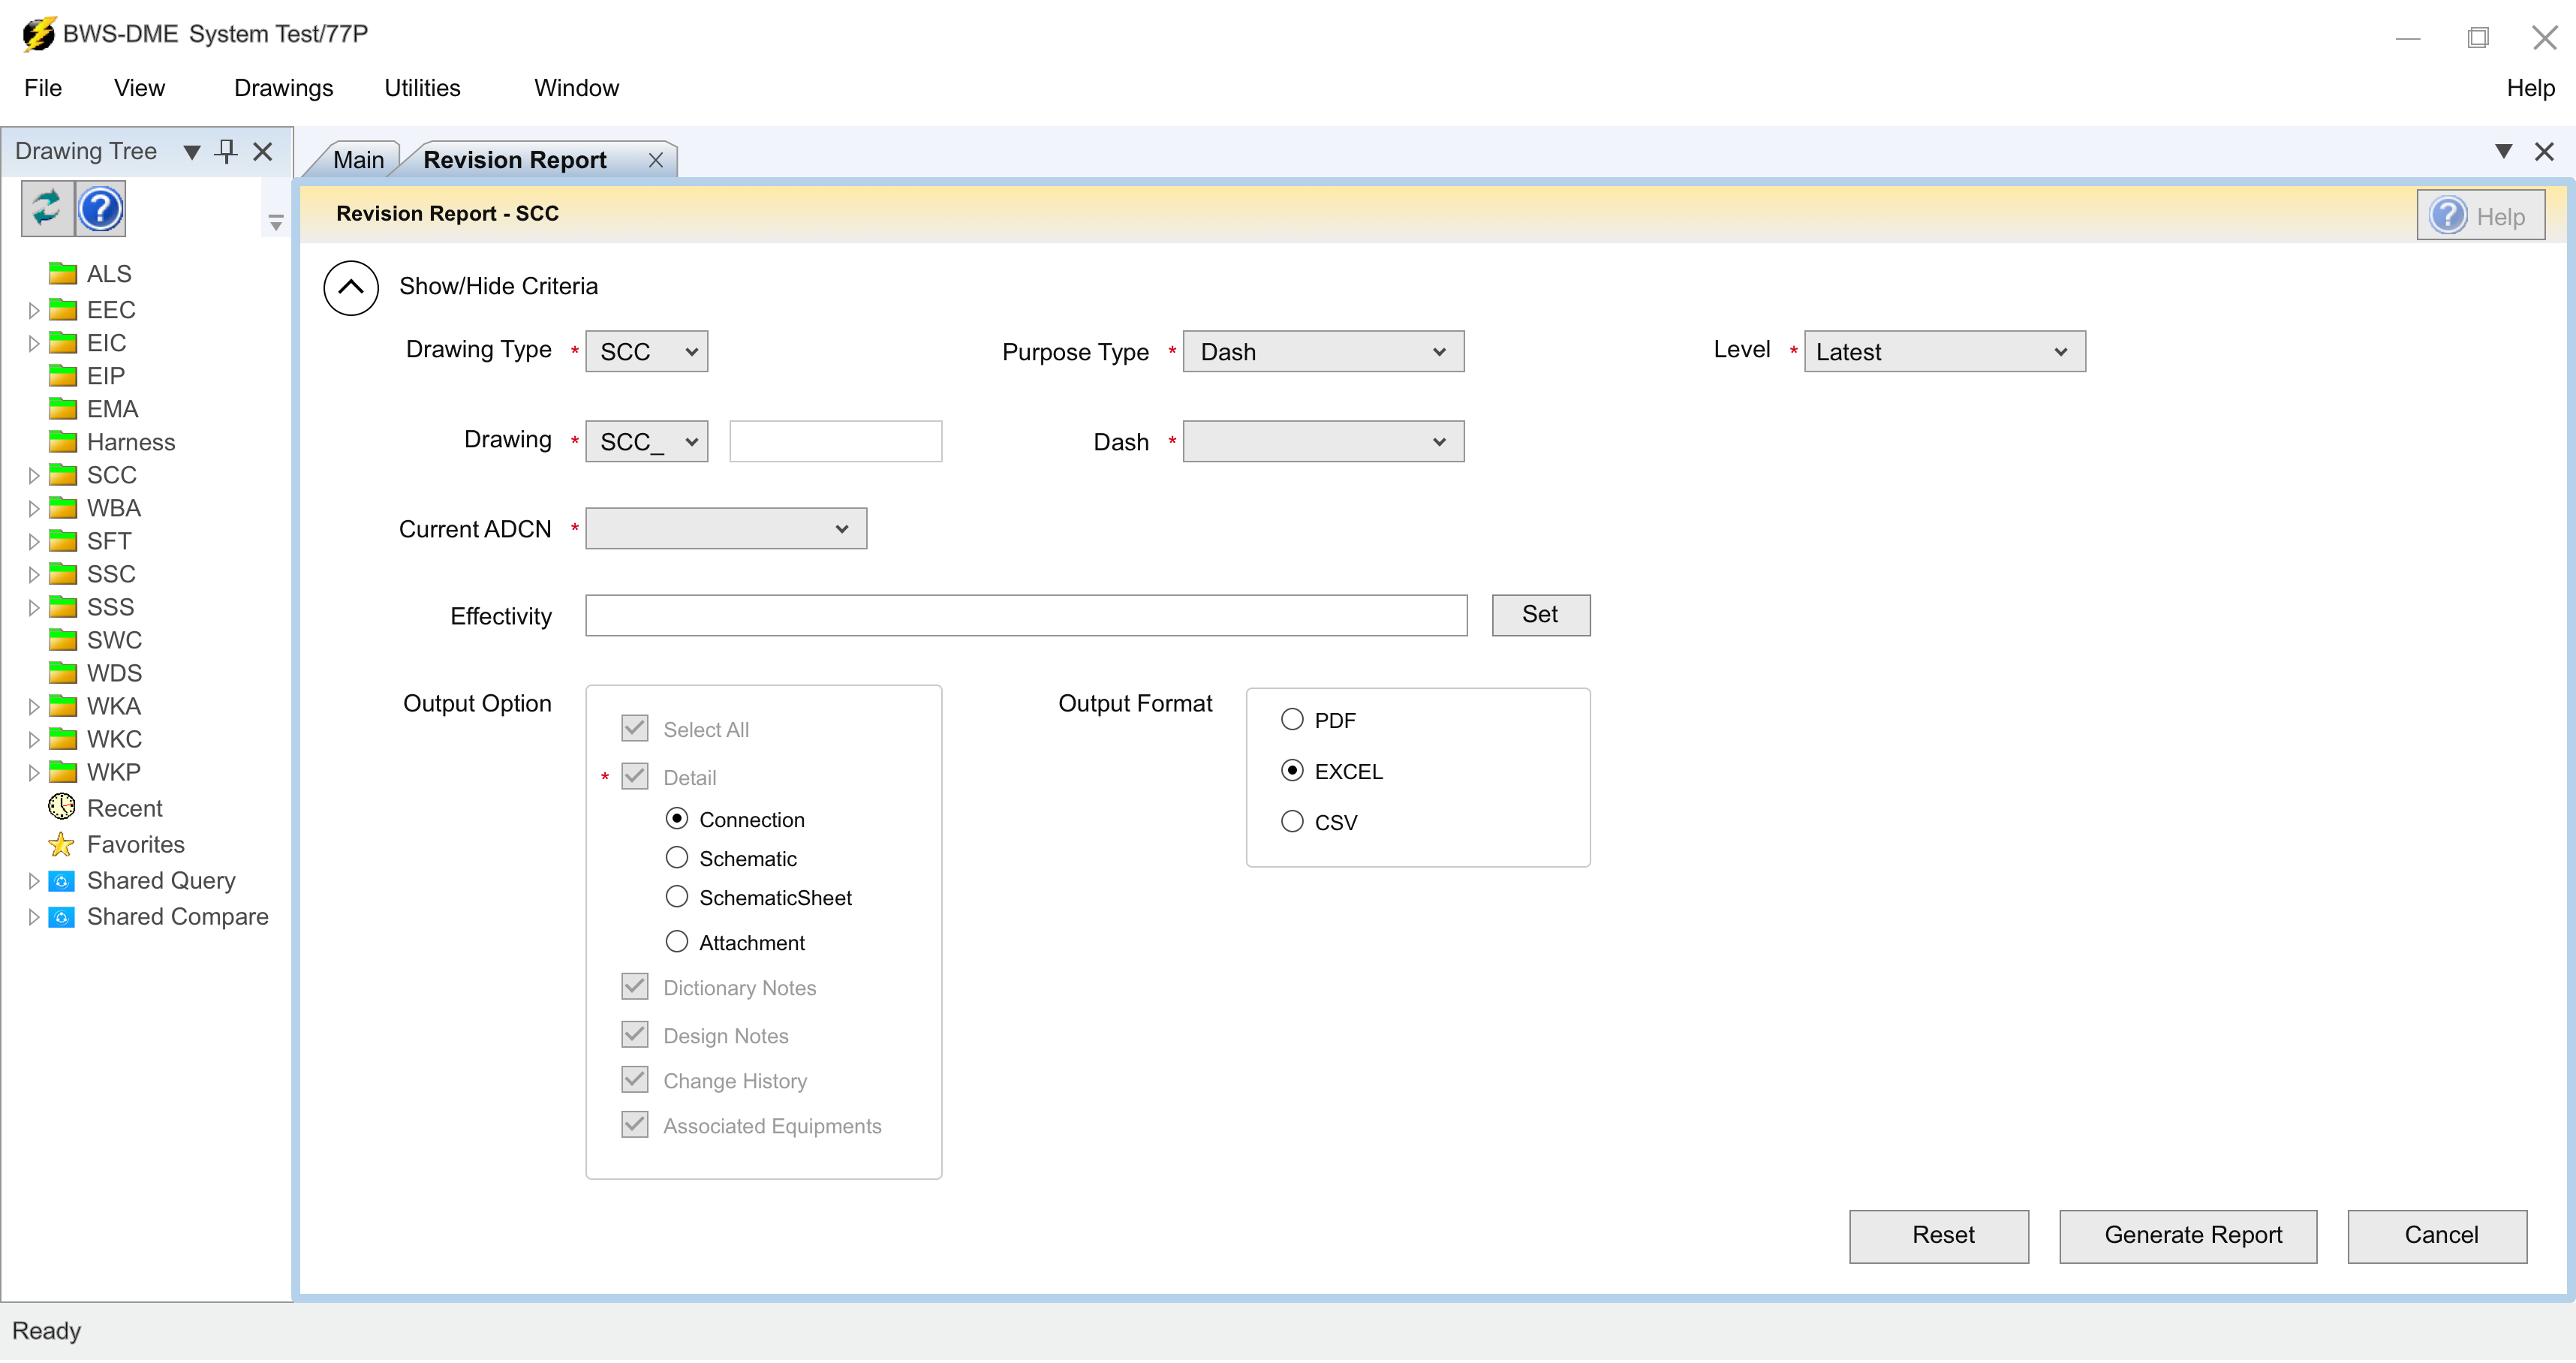 BWS-DME System Test/77P
File View Drawings Utilities Window Help
Drawing Tree
Main Revision Report
Revision Report - SCC
Help
ALS
EEC
EIC
EIP
EMA
Harness
SCC
WBA
SFT
SSC
SSS
SWC
WDS
WKA
WKC
WKP
Recent
Favorites
Shared Query
Shared Compare
Show/Hide Criteria
Drawing Type * SCC Purpose Type * Dash Level * Latest
Drawing * SCC_ Dash *
Current ADCN *
Effectivity Set
Output Option
Select All
* Detail
Connection
Schematic
SchematicSheet
Attachment
Dictionary Notes
Design Notes
Change History
Associated Equipments
Output Format
PDF
EXCEL
CSV
Reset Generate Report Cancel
Ready